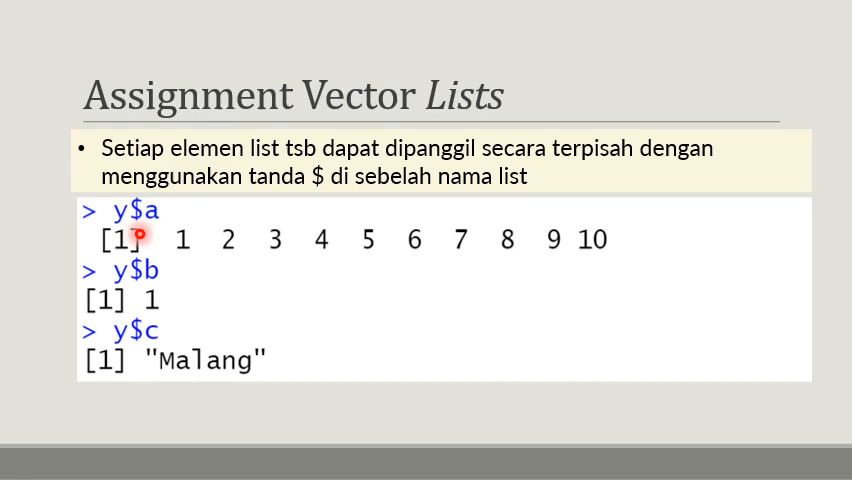 Assignment Vector Lists
• Setiap elemen list tsb dapat dipanggil secara terpisah dengan
menggunakan tanda $ di sebelah nama list
> y$a
[1] 1 2 3 4 5 6 7 8 9 10
> y$b
[1] 1
> y$c
[1] "Malang"